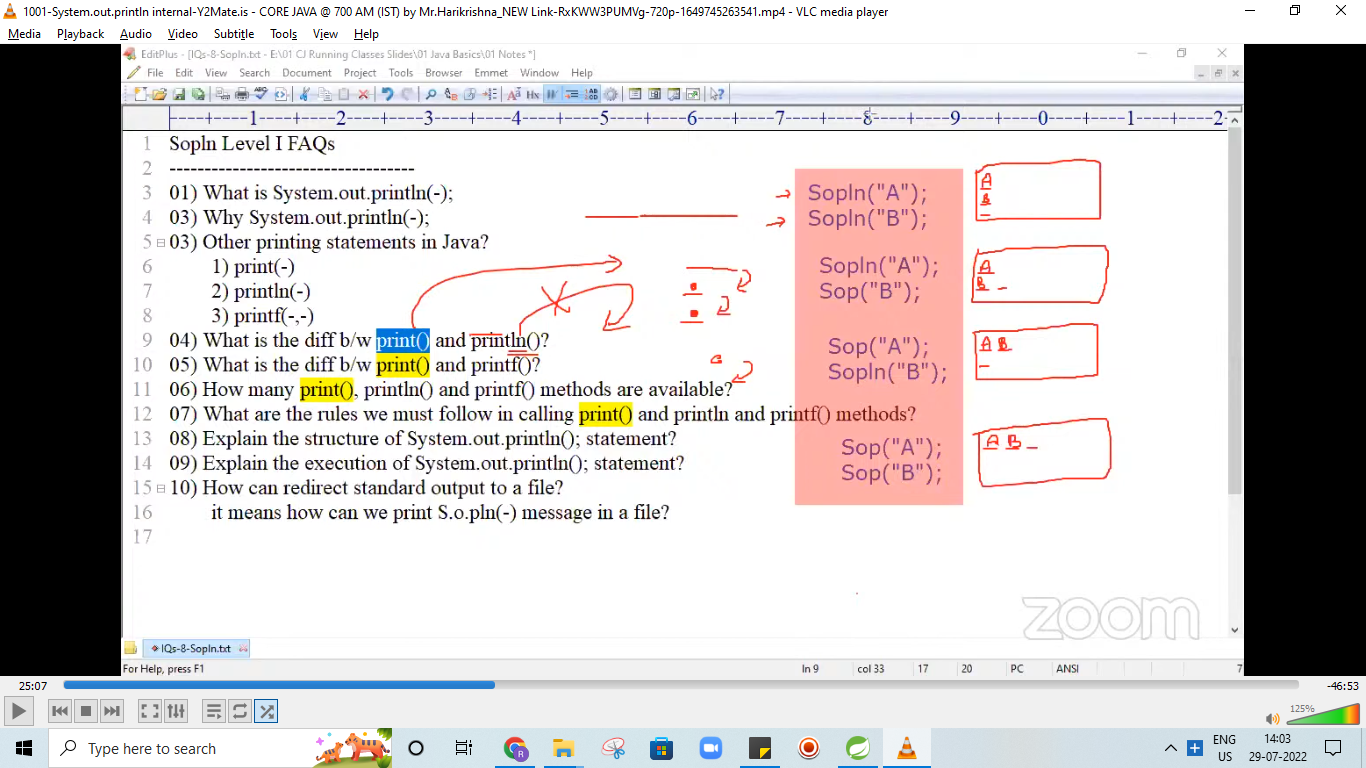 1001-System.out.println internal-Y2Mate.is - CORE JAVA @ 700 AM (IST) by Mr.Harikrishna_NEW Link-RxKWW3PUMVg-720p-1649745263541.mp4 - VLC media player
Media Playback Audio Video Subtitle Tools View Help
EditPlus - [IQs-8-Sopln.txt - E:\01 CJ Running Classes Slides\01 Java Basics\01 Notes *]
File Edit View Search Document Project Tools Browser Emmet Window Help
----+----1----+----2----+----3----+----4----+----5----+----6----+----7----+----8----+----9----+----0----+----1----+----2-
1 Sopln Level I FAQs
2 -----------------------------------
3 01) What is System.out.println(-);
4 03) Why System.out.println(-);
5 03) Other printing statements in Java?
6 1) print(-)
7 2) println(-)
8 3) printf(-,-)
9 04) What is the diff b/w print() and println()?
10 05) What is the diff b/w print() and printf()?
11 06) How many print(), println() and printf() methods are available?
12 07) What are the rules we must follow in calling print() and println and printf() methods?
13 08) Explain the structure of System.out.println(); statement?
14 09) Explain the execution of System.out.println(); statement?
15 10) How can redirect standard output to a file?
16 it means how can we print S.o.pln(-) message in a file?
17
Sopln("A");
Sopln("B");
A
B
Sopln("A");
Sop("B");
A
B
Sop("A");
Sopln("B");
A B
Sop("A");
Sop("B");
A B
zoom
IQs-8-Sopln.txt
For Help, press F1 ln 9 col 33 17 20 PC ANSI 7
25:07 -46:53
125%
Type here to search
R
ENG
US
14:03
29-07-2022